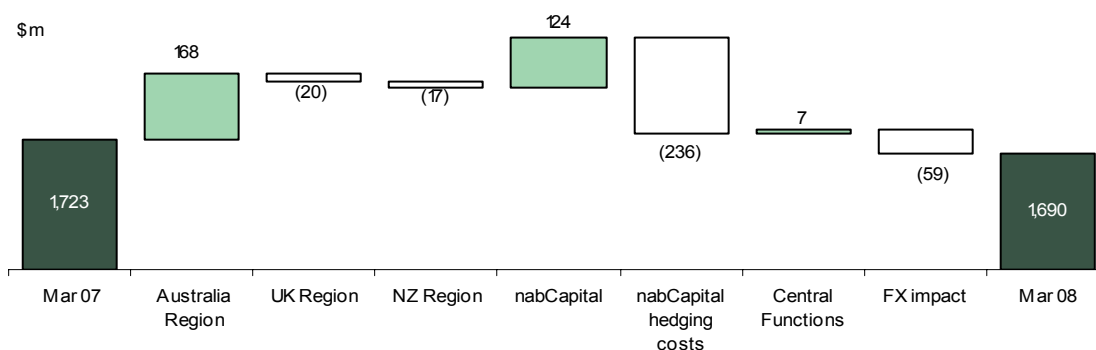 $m
168
(20)
(17)
124
(236)
7
(59)
1,723
1,690
Mar 07
Australia
Region
UK Region
NZ Region
nabCapital
nabCapital
hedging
costs
Central
Functions
FX impact
Mar 08